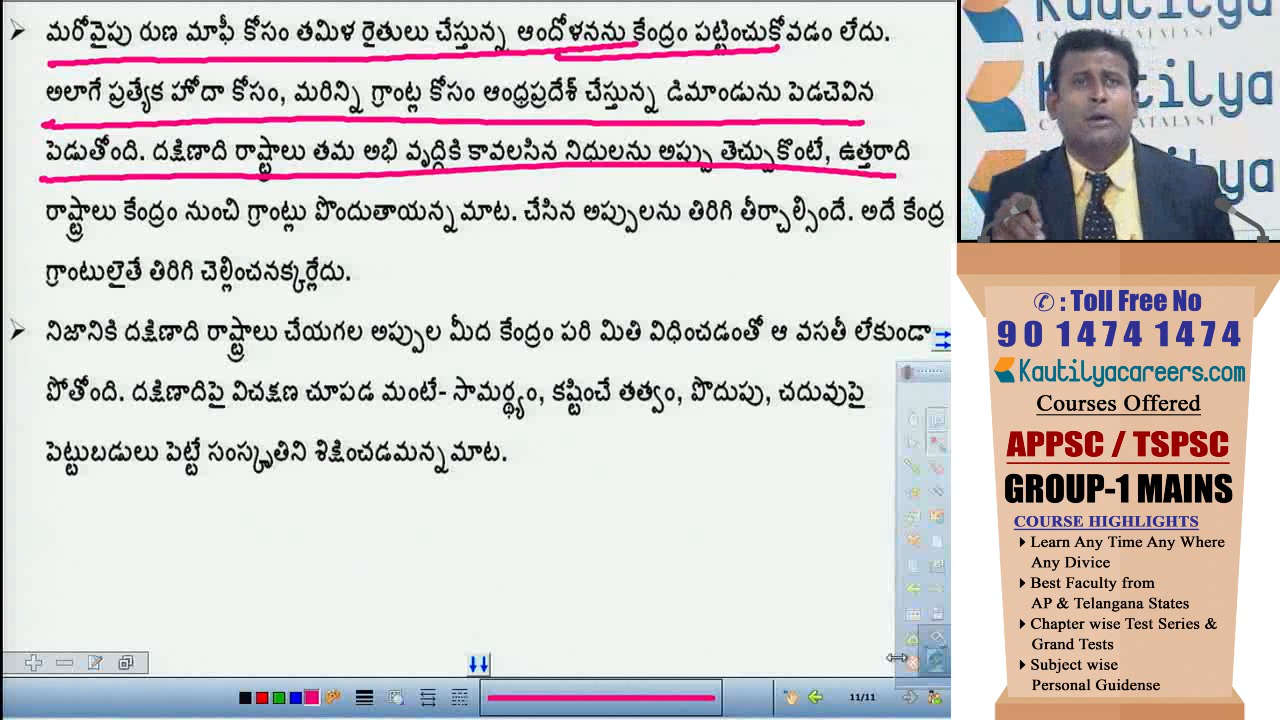 మరోవైపు రుణ మాఫీ కోసం తమిళ రైతులు చేస్తున్న ఆందోళనను కేంద్రం పట్టించుకోవడం లేదు.
అలాగే ప్రత్యేక హోదా కోసం, మరిన్ని గ్రాంట్ల కోసం ఆంధ్రప్రదేశ్ చేస్తున్న డిమాండును పెడచెవిన
పెడుతోంది. దక్షిణాది రాష్ట్రాలు తమ అభి వృద్ధికి కావలసిన నిధులను అప్పు తెచ్చుకొంటే, ఉత్తరాది
రాష్ట్రాలు కేంద్రం నుంచి గ్రాంట్లు పొందుతాయన్న మాట. చేసిన అప్పులను తిరిగి తీర్చాల్సిందే. అదే కేంద్ర
గ్రాంటులైతే తిరిగి చెల్లించనక్కర్లేదు.
నిజానికి దక్షిణాది రాష్ట్రాలు చేయగల అప్పుల మీద కేంద్రం పరి మితి విధించడంతో ఆ వసతీ లేకుండా
పోతోంది. దక్షిణాదిపై విచక్షణ చూపడ మంటే- సామర్థ్యం, కష్టించే తత్వం, పొదుపు, చదువుపై
పెట్టుబడులు పెట్టే సంస్కృతిని శిక్షించడమన్న మాట.
11/11
Kautilya
Kautilya
: Toll Free No
90 1474 1474
Kautilyacareers.com
Courses Offered
APPSC / TSPSC
GROUP-1 MAINS
COURSE HIGHLIGHTS
Learn Any Time Any Where
Any Divice
Best Faculty from
AP & Telangana States
Chapter wise Test Series &
Grand Tests
Subject wise
Personal Guidense